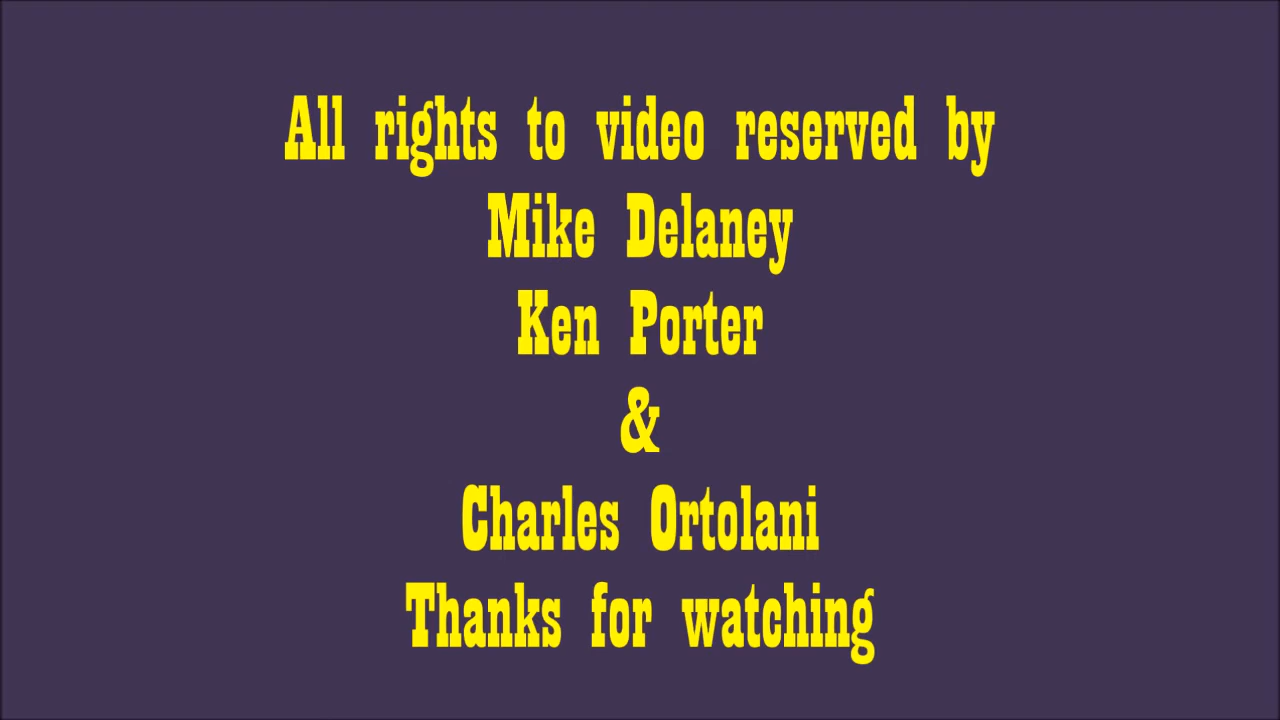 All rights to video reserved by
Mike Delaney
Ken Porter
&
Charles Ortolani
Thanks for watching